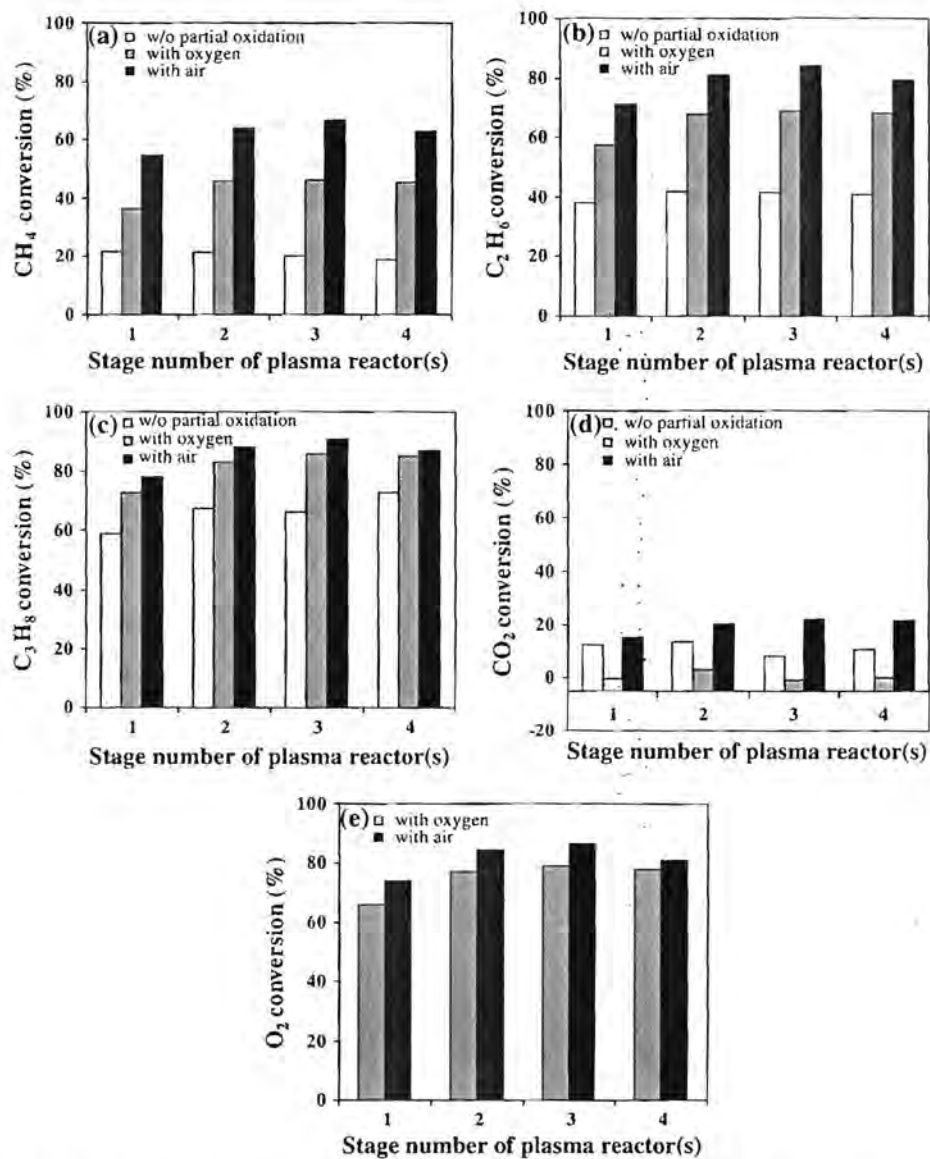 (a) w/o partial oxidation
with oxygen
with air
CH4 conversion (%)
100
80
60
40
20
0
1 2 3 4
Stage number of plasma reactor(s)
(b) w/o partial oxidation
with oxygen
with air
C2H6 conversion (%)
100
80
60
40
20
0
1 2 3 4
Stage number of plasma reactor(s)
(c) w/o partial oxidation
with oxygen
with air
C3H8 conversion (%)
100
80
60
40
20
0
1 2 3 4
Stage number of plasma reactor(s)
(d) w/o partial oxidation
with oxygen
with air
CO2 conversion (%)
100
80
60
40
20
0
-20
1 2 3 4
Stage number of plasma reactor(s)
(e) with oxygen
with air
O2 conversion (%)
100
80
60
40
20
0
1 2 3 4
Stage number of plasma reactor(s)